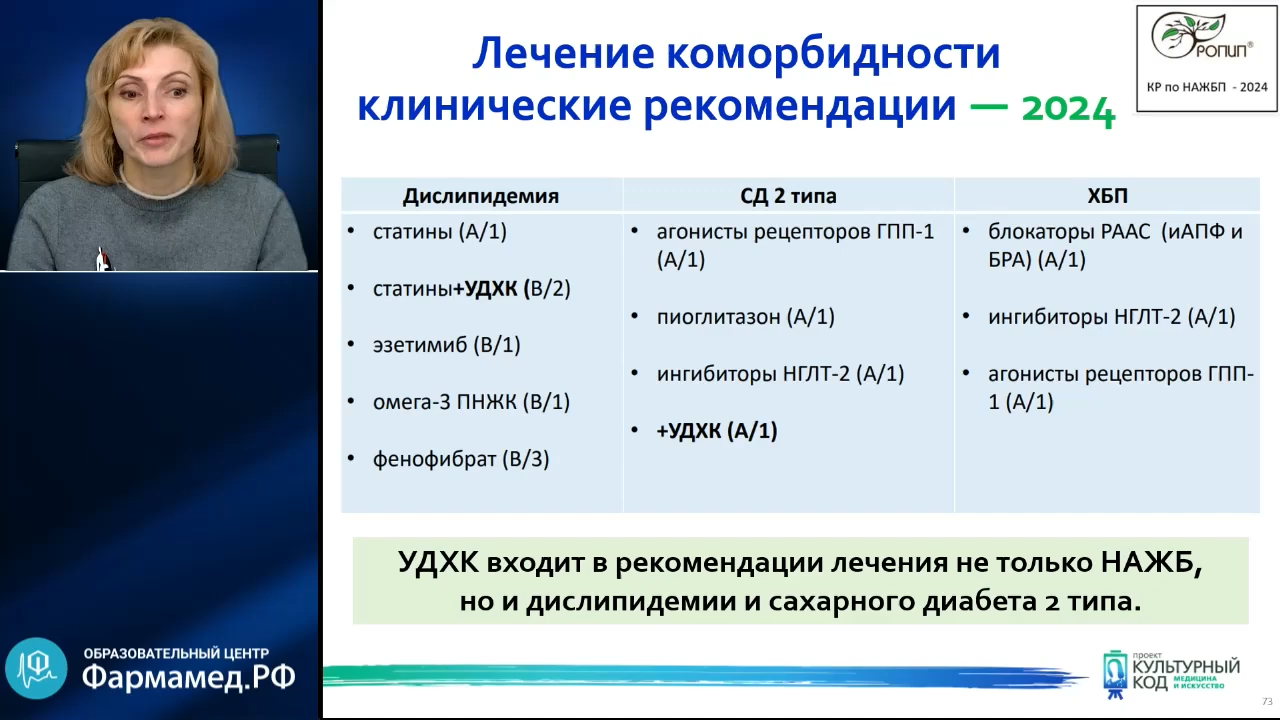 Лечение коморбидности
клинические рекомендации — 2024
РОПИП®
КР по НАЖБП - 2024
Дислипидемия
• статины (A/1)
• статины+УДХК (B/2)
• эзетимиб (B/1)
• омега-3 ПНЖК (B/1)
• фенофибрат (B/3)
СД 2 типа
• агонисты рецепторов ГПП-1
(A/1)
• пиоглитазон (A/1)
• ингибиторы НГЛТ-2 (A/1)
• +УДХК (A/1)
ХБП
• блокаторы РААС (иАПФ и
БРА) (A/1)
• ингибиторы НГЛТ-2 (A/1)
• агонисты рецепторов ГПП-
1 (A/1)
УДХК входит в рекомендации лечения не только НАЖБ,
но и дислипидемии и сахарного диабета 2 типа.
ОБРАЗОВАТЕЛЬНЫЙ ЦЕНТР
Фармамед.РФ
проект
КУЛЬТУРНЫЙ
КОД
МЕДИЦИНА
И ИСКУССТВО
73